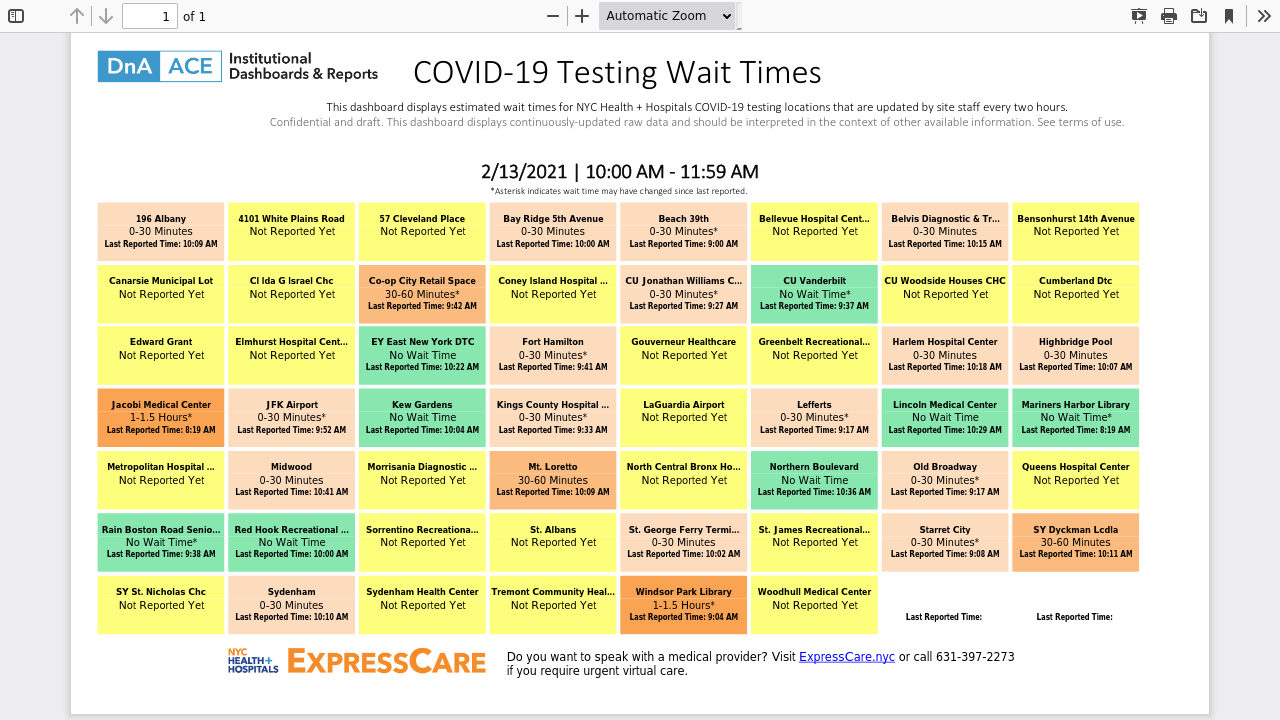 1 of 1
Automatic Zoom
DnA ACE Institutional Dashboards & Reports
COVID-19 Testing Wait Times
This dashboard displays estimated wait times for NYC Health + Hospitals COVID-19 testing locations that are updated by site staff every two hours.
Confidential and draft. This dashboard displays continuously-updated raw data and should be interpreted in the context of other available information. See terms of use.
2/13/2021 | 10:00 AM - 11:59 AM
*Asterisk indicates wait time may have changed since last reported.
196 Albany
0-30 Minutes
Last Reported Time: 10:09 AM
4101 White Plains Road
Not Reported Yet
57 Cleveland Place
Not Reported Yet
Bay Ridge 5th Avenue
0-30 Minutes
Last Reported Time: 10:00 AM
Beach 39th
0-30 Minutes*
Last Reported Time: 9:00 AM
Bellevue Hospital Cent...
Not Reported Yet
Belvis Diagnostic & Tr...
0-30 Minutes
Last Reported Time: 10:15 AM
Bensonhurst 14th Avenue
Not Reported Yet
Canarsie Municipal Lot
Not Reported Yet
Cl Ida G Israel Chc
Not Reported Yet
Co-op City Retail Space
30-60 Minutes*
Last Reported Time: 9:42 AM
Coney Island Hospital ...
Not Reported Yet
CU Jonathan Williams C...
0-30 Minutes*
Last Reported Time: 9:27 AM
CU Vanderbilt
No Wait Time*
Last Reported Time: 9:37 AM
CU Woodside Houses CHC
Not Reported Yet
Cumberland Dtc
Not Reported Yet
Edward Grant
Not Reported Yet
Elmhurst Hospital Cent...
Not Reported Yet
EY East New York DTC
No Wait Time
Last Reported Time: 10:22 AM
Fort Hamilton
0-30 Minutes*
Last Reported Time: 9:41 AM
Gouverneur Healthcare
Not Reported Yet
Greenbelt Recreational...
Not Reported Yet
Harlem Hospital Center
0-30 Minutes
Last Reported Time: 10:18 AM
Highbridge Pool
0-30 Minutes
Last Reported Time: 10:07 AM
Jacobi Medical Center
1-1.5 Hours*
Last Reported Time: 8:19 AM
JFK Airport
0-30 Minutes*
Last Reported Time: 9:52 AM
Kew Gardens
No Wait Time
Last Reported Time: 10:04 AM
Kings County Hospital ...
0-30 Minutes*
Last Reported Time: 9:33 AM
LaGuardia Airport
Not Reported Yet
Lefferts
0-30 Minutes*
Last Reported Time: 9:17 AM
Lincoln Medical Center
No Wait Time
Last Reported Time: 10:29 AM
Mariners Harbor Library
No Wait Time*
Last Reported Time: 8:19 AM
Metropolitan Hospital ...
Not Reported Yet
Midwood
0-30 Minutes
Last Reported Time: 10:41 AM
Morrisania Diagnostic ...
Not Reported Yet
Mt. Loretto
30-60 Minutes
Last Reported Time: 10:09 AM
North Central Bronx Ho...
Not Reported Yet
Northern Boulevard
No Wait Time
Last Reported Time: 10:36 AM
Old Broadway
0-30 Minutes*
Last Reported Time: 9:17 AM
Queens Hospital Center
Not Reported Yet
Rain Boston Road Senio...
No Wait Time*
Last Reported Time: 9:38 AM
Red Hook Recreational ...
No Wait Time
Last Reported Time: 10:00 AM
Sorrentino Recreationa...
Not Reported Yet
St. Albans
Not Reported Yet
St. George Ferry Termi...
0-30 Minutes
Last Reported Time: 10:02 AM
St. James Recreational...
Not Reported Yet
Starret City
0-30 Minutes*
Last Reported Time: 9:08 AM
SY Dyckman Lcdla
30-60 Minutes
Last Reported Time: 10:11 AM
SY St. Nicholas Chc
Not Reported Yet
Sydenham
0-30 Minutes
Last Reported Time: 10:10 AM
Sydenham Health Center
Not Reported Yet
Tremont Community Heal...
Not Reported Yet
Windsor Park Library
1-1.5 Hours*
Last Reported Time: 9:04 AM
Woodhull Medical Center
Not Reported Yet
Last Reported Time:
Last Reported Time:
NYC HEALTH+ HOSPITALS
EXPRESSCARE
Do you want to speak with a medical provider? Visit ExpressCare.nyc or call 631-397-2273
if you require urgent virtual care.